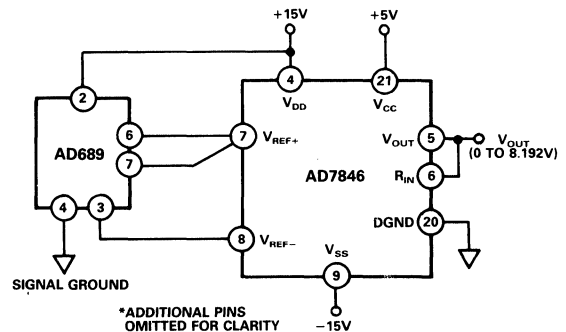 +15V
+5V
2
4
21
V_DD
V_CC
6
7
V_REF+
5
V_OUT
V_OUT
(0 TO 8.192V)
AD689
7
AD7846
R_IN
6
4
3
DGND
20
8
V_REF−
V_SS
9
SIGNAL GROUND
*ADDITIONAL PINS
OMITTED FOR CLARITY
−15V